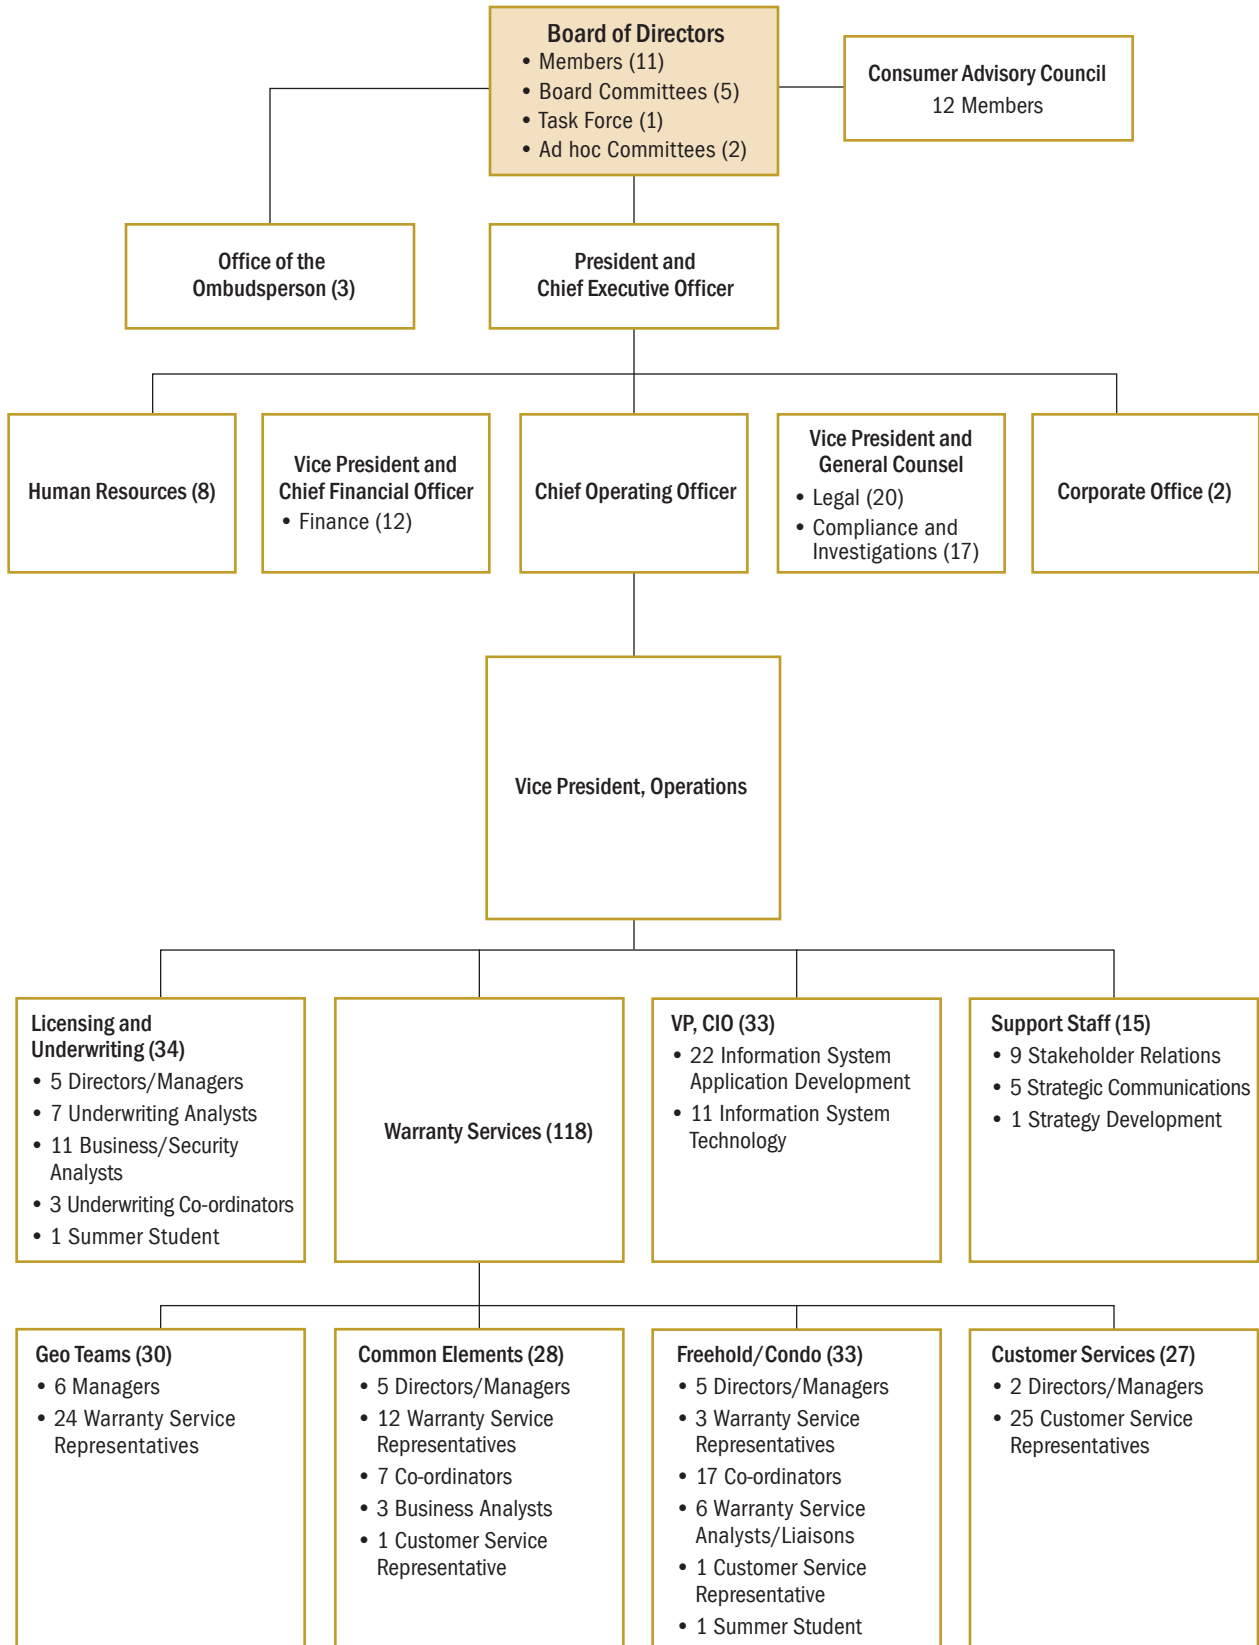 Board of Directors
• Members (11)
• Board Committees (5)
• Task Force (1)
• Ad hoc Committees (2)
Consumer Advisory Council
12 Members
Office of the
Ombudsperson (3)
President and
Chief Executive Officer
Human Resources (8)
Vice President and
Chief Financial Officer
• Finance (12)
Chief Operating Officer
Vice President and
General Counsel
• Legal (20)
• Compliance and
Investigations (17)
Corporate Office (2)
Vice President, Operations
Licensing and
Underwriting (34)
• 5 Directors/Managers
• 7 Underwriting Analysts
• 11 Business/Security
Analysts
• 3 Underwriting Co-ordinators
• 1 Summer Student
Warranty Services (118)
VP, CIO (33)
• 22 Information System
Application Development
• 11 Information System
Technology
Support Staff (15)
• 9 Stakeholder Relations
• 5 Strategic Communications
• 1 Strategy Development
Geo Teams (30)
• 6 Managers
• 24 Warranty Service
Representatives
Common Elements (28)
• 5 Directors/Managers
• 12 Warranty Service
Representatives
• 7 Co-ordinators
• 3 Business Analysts
• 1 Customer Service
Representative
Freehold/Condo (33)
• 5 Directors/Managers
• 3 Warranty Service
Representatives
• 17 Co-ordinators
• 6 Warranty Service
Analysts/Liaisons
• 1 Customer Service
Representative
• 1 Summer Student
Customer Services (27)
• 2 Directors/Managers
• 25 Customer Service
Representatives